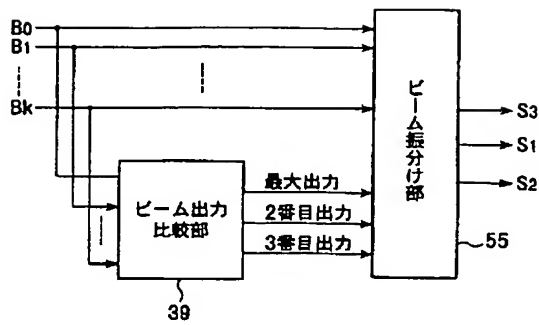 B0
B1
Bk
ビーム出力
比較部
39
最大出力
2番目出力
3番目出力
ビーム振分け部
55
S3
S1
S2